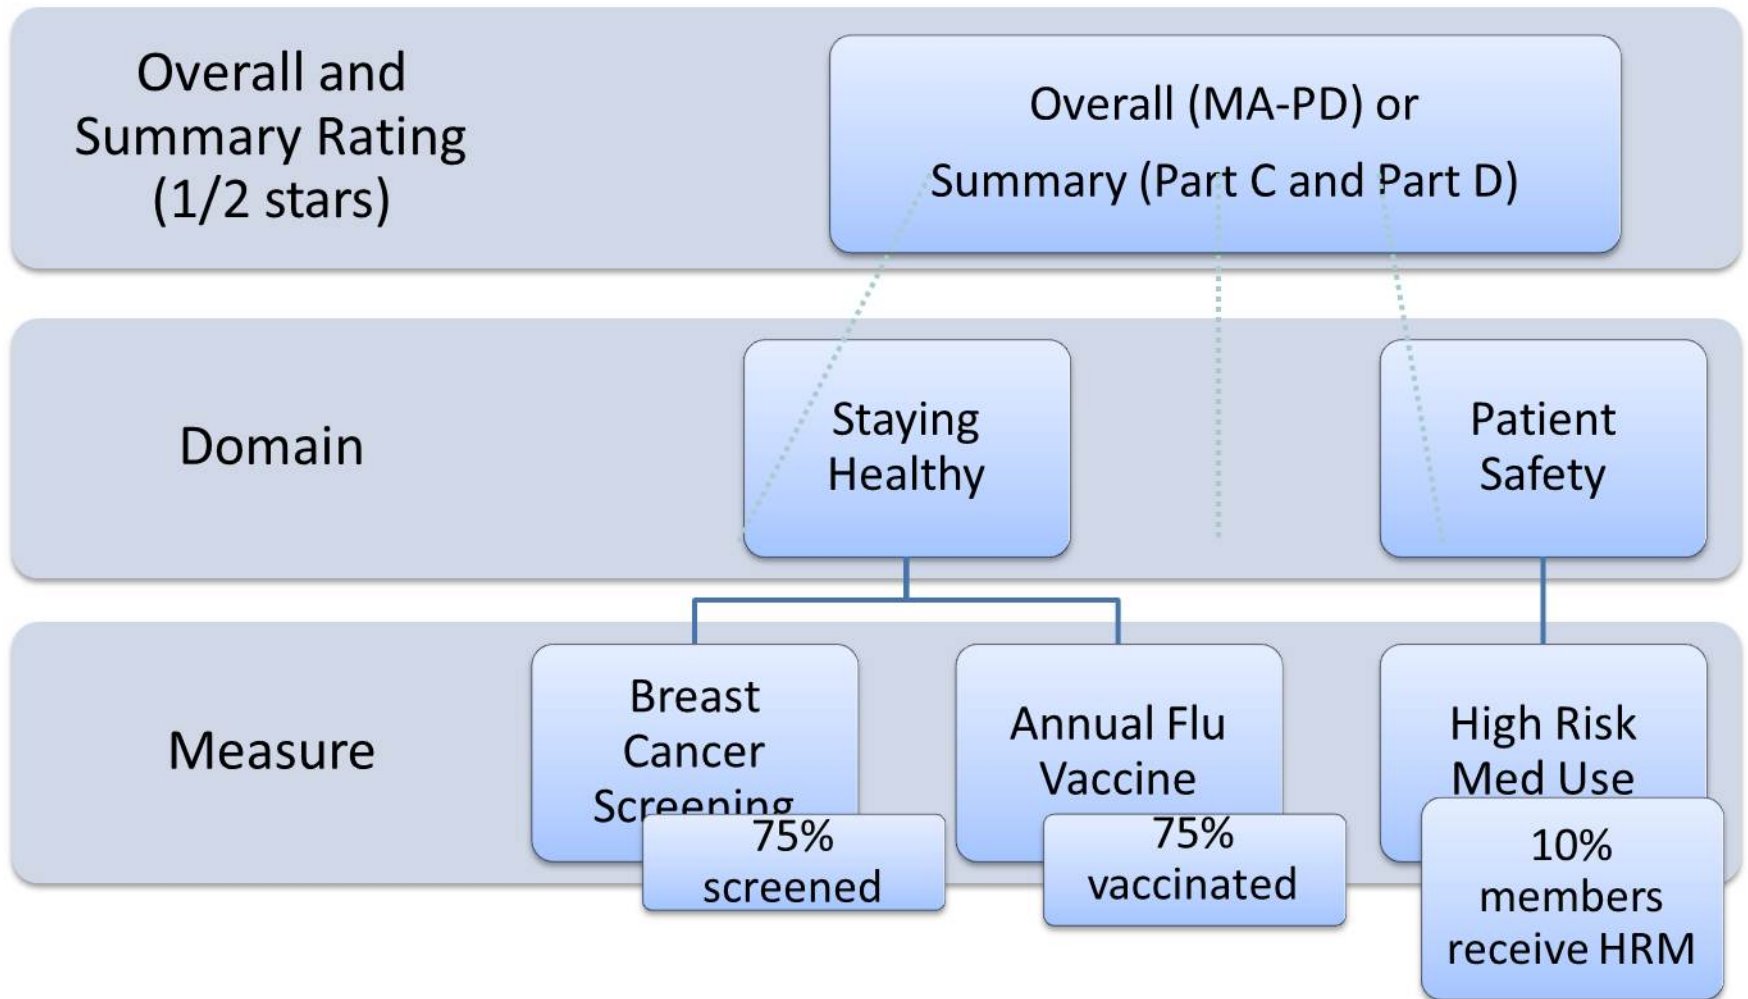 Overall and
Summary Rating
(1/2 stars)
Overall (MA-PD) or
Summary (Part C and Part D)
Domain
Staying
Healthy
Patient
Safety
Measure
Breast
Cancer
Screening
75%
screened
Annual Flu
Vaccine
75%
vaccinated
High Risk
Med Use
10%
members
receive HRM